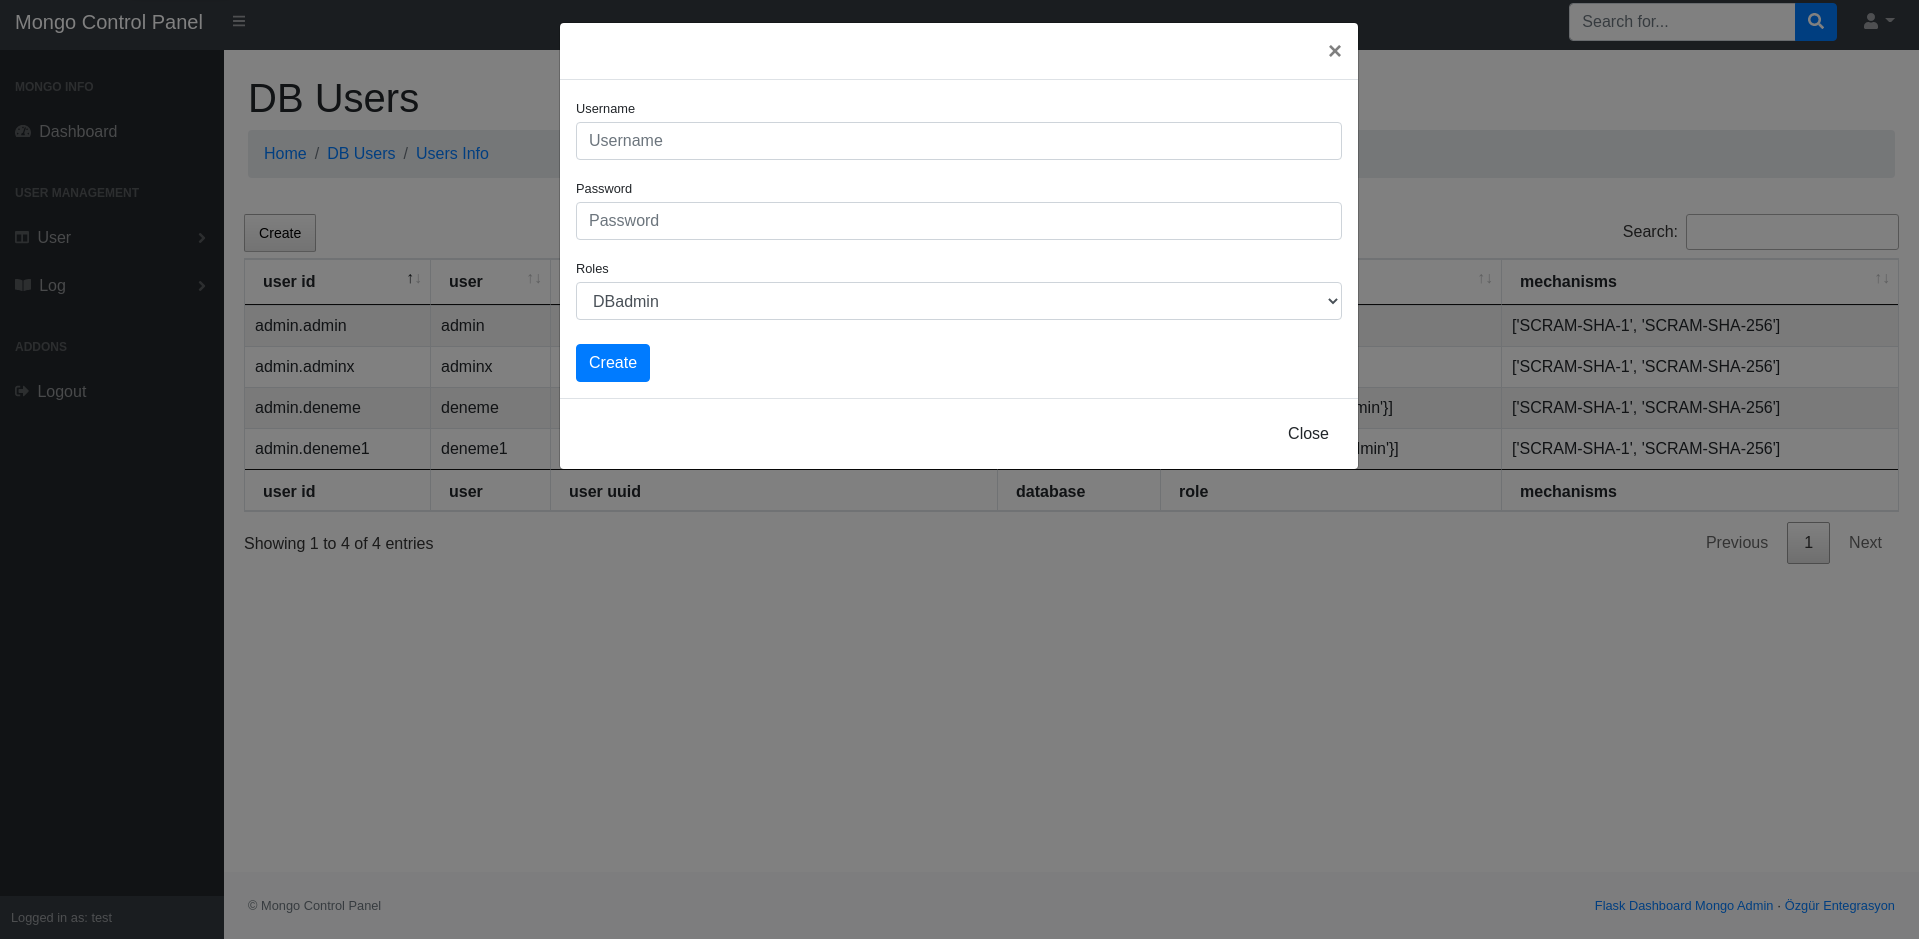 Mongo Control Panel
Search for...
×
MONGO INFO
Dashboard
USER MANAGEMENT
User
Log
ADDONS
Logout
Logged in as: test
DB Users
Home / DB Users / Users Info
Create
Search:
Username
Username
Password
Password
Roles
DBadmin
Create
Close
user id user mechanisms
admin.admin admin ['SCRAM-SHA-1', 'SCRAM-SHA-256']
admin.adminx adminx ['SCRAM-SHA-1', 'SCRAM-SHA-256']
admin.deneme deneme min'}] ['SCRAM-SHA-1', 'SCRAM-SHA-256']
admin.deneme1 deneme1 lmin'}] ['SCRAM-SHA-1', 'SCRAM-SHA-256']
user id user user uuid database role mechanisms
Showing 1 to 4 of 4 entries
Previous 1 Next
© Mongo Control Panel
Flask Dashboard Mongo Admin · Özgür Entegrasyon